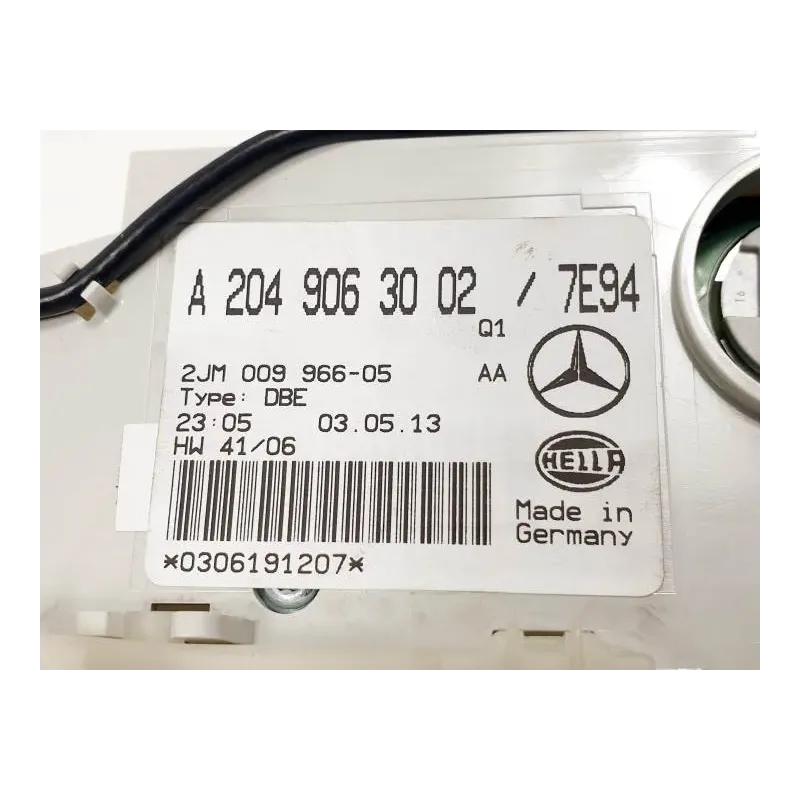 A 204 906 30 02 / 7E94
Q1
2JM 009 966-05 AA
Type: DBE
23:05 03.05.13
HW 41/06
HELLA
Made in
Germany
*0306191207*